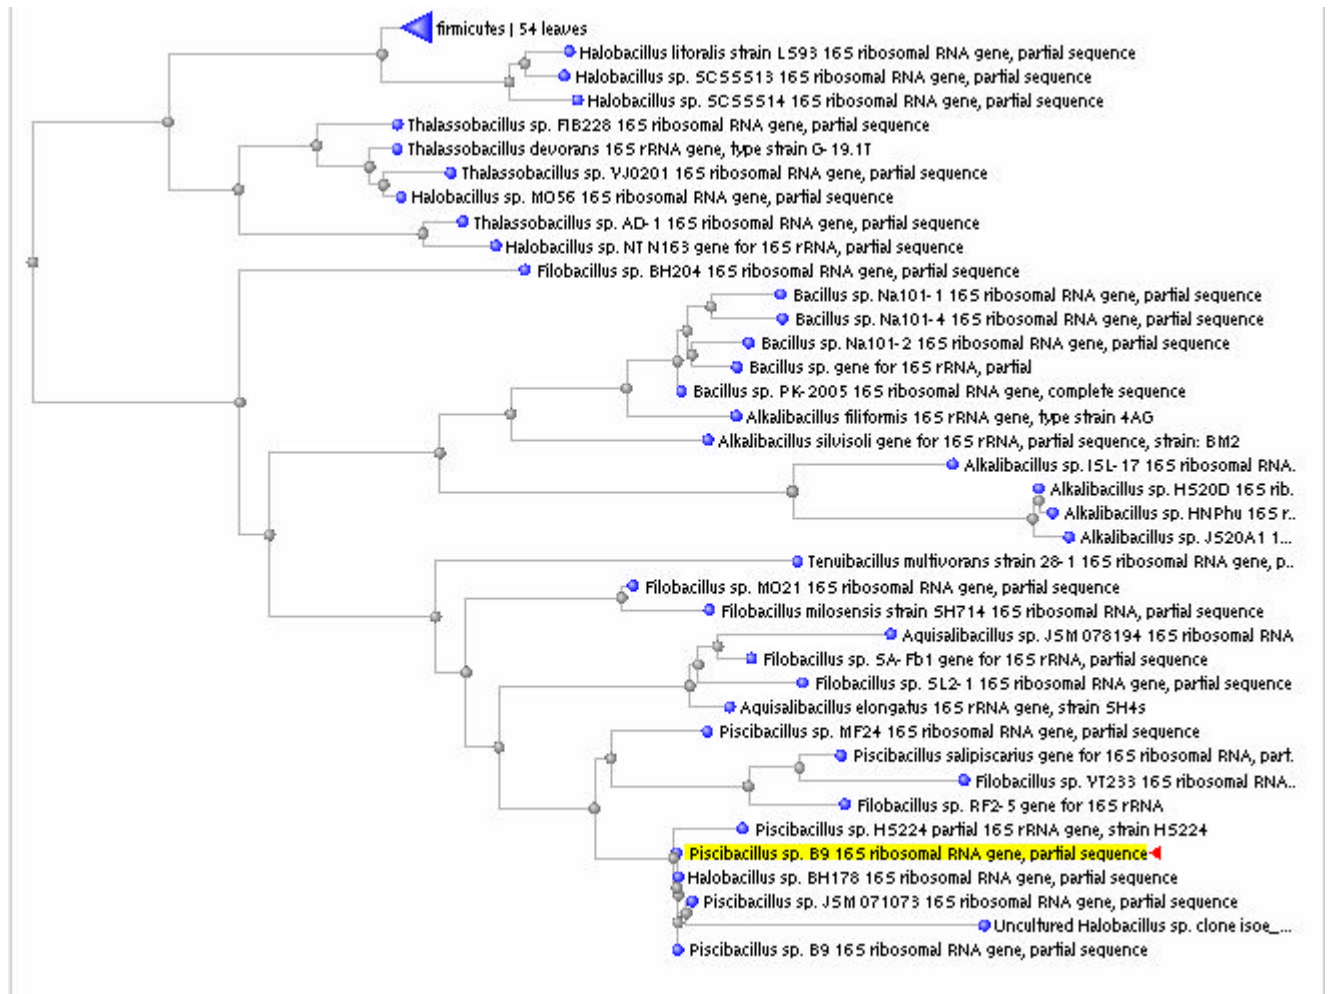 firmicutes | 54 leaves
Halobacillus litoralis strain LS93 16S ribosomal RNA gene, partial sequence
Halobacillus sp. SCSSS13 16S ribosomal RNA gene, partial sequence
Halobacillus sp. SCSSS14 16S ribosomal RNA gene, partial sequence
Thalassobacillus sp. FIB228 16S ribosomal RNA gene, partial sequence
Thalassobacillus devorans 16S rRNA gene, type strain G-19.1T
Thalassobacillus sp. YJ0201 16S ribosomal RNA gene, partial sequence
Halobacillus sp. MO56 16S ribosomal RNA gene, partial sequence
Thalassobacillus sp. AD-1 16S ribosomal RNA gene, partial sequence
Halobacillus sp. NT N163 gene for 16S rRNA, partial sequence
Filobacillus sp. BH204 16S ribosomal RNA gene, partial sequence
Bacillus sp. Na101-1 16S ribosomal RNA gene, partial sequence
Bacillus sp. Na101-4 16S ribosomal RNA gene, partial sequence
Bacillus sp. Na101-2 16S ribosomal RNA gene, partial sequence
Bacillus sp. gene for 16S rRNA, partial
Bacillus sp. PK-2005 16S ribosomal RNA gene, complete sequence
Alkalibacillus filiformis 16S rRNA gene, type strain 4AG
Alkalibacillus silvisoli gene for 16S rRNA, partial sequence, strain: BM2
Alkalibacillus sp. ISL-17 16S ribosomal RNA.
Alkalibacillus sp. HS20D 16S rib.
Alkalibacillus sp. HNPhu 16S r..
Alkalibacillus sp. JS20A1 1...
Tenuibacillus multivorans strain 28-1 16S ribosomal RNA gene, p..
Filobacillus sp. MO21 16S ribosomal RNA gene, partial sequence
Filobacillus milosensis strain SH714 16S ribosomal RNA, partial sequence
Aquisalibacillus sp. JSM 078194 16S ribosomal RNA
Filobacillus sp. SA-Fb1 gene for 16S rRNA, partial sequence
Filobacillus sp. SL2-1 16S ribosomal RNA gene, partial sequence
Aquisalibacillus elongatus 16S rRNA gene, strain SH4s
Piscibacillus sp. MF24 16S ribosomal RNA gene, partial sequence
Piscibacillus salipiscarius gene for 16S ribosomal RNA, part.
Filobacillus sp. YT233 16S ribosomal RNA..
Filobacillus sp. RF2-5 gene for 16S rRNA
Piscibacillus sp. HS224 partial 16S rRNA gene, strain HS224
Piscibacillus sp. B9 16S ribosomal RNA gene, partial sequence
Halobacillus sp. BH178 16S ribosomal RNA gene, partial sequence
Piscibacillus sp. JSM 071073 16S ribosomal RNA gene, partial sequence
Uncultured Halobacillus sp. clone isoe_...
Piscibacillus sp. B9 16S ribosomal RNA gene, partial sequence